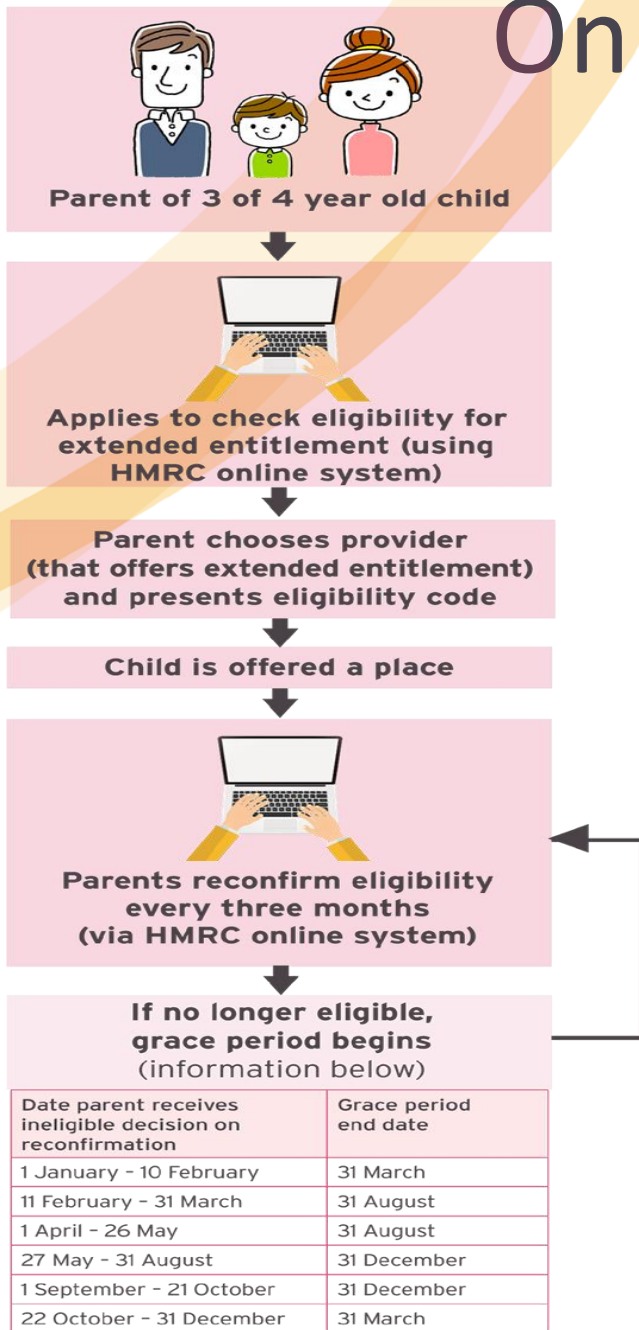 On
Parent of 3 of 4 year old child
Applies to check eligibility for
extended entitlement (using
HMRC online system)
Parent chooses provider
(that offers extended entitlement)
and presents eligibility code
Child is offered a place
Parents reconfirm eligibility
every three months
(via HMRC online system)
If no longer eligible,
grace period begins
(information below)
Date parent receives
ineligible decision on
reconfirmation
Grace period
end date
1 January - 10 February 31 March
11 February - 31 March 31 August
1 April - 26 May 31 August
27 May - 31 August 31 December
1 September - 21 October 31 December
22 October - 31 December 31 March